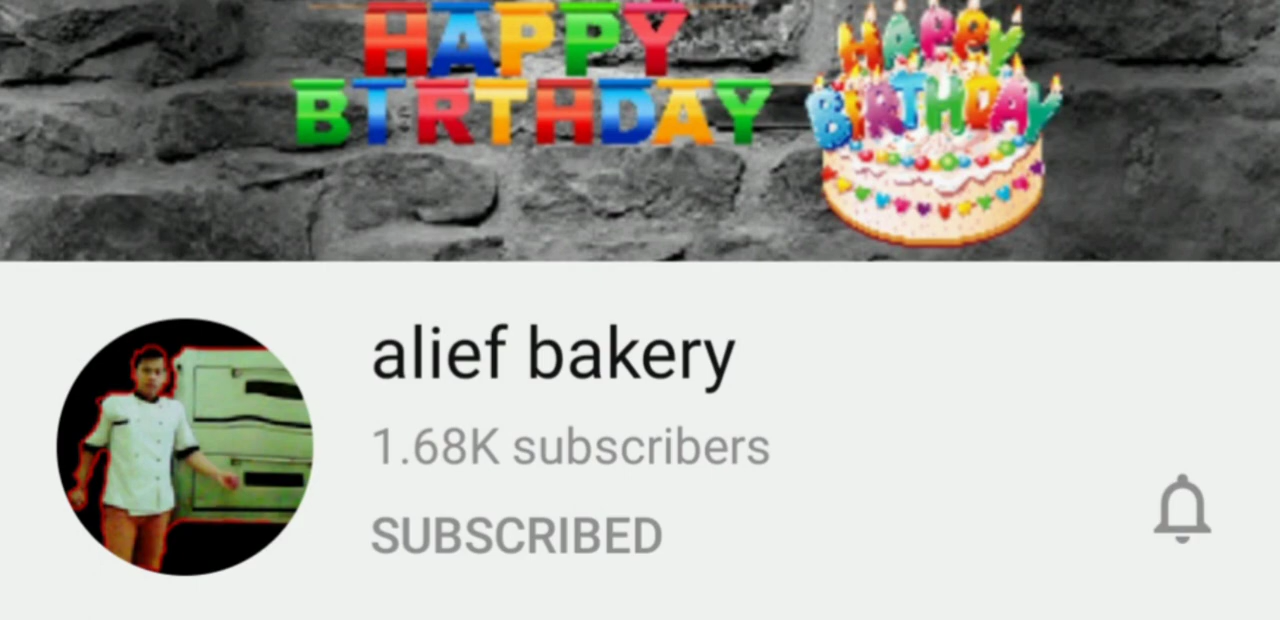 HAPPY
BIRTHDAY
HAPPY
BIRTHDAY
alief bakery
1.68K subscribers
SUBSCRIBED